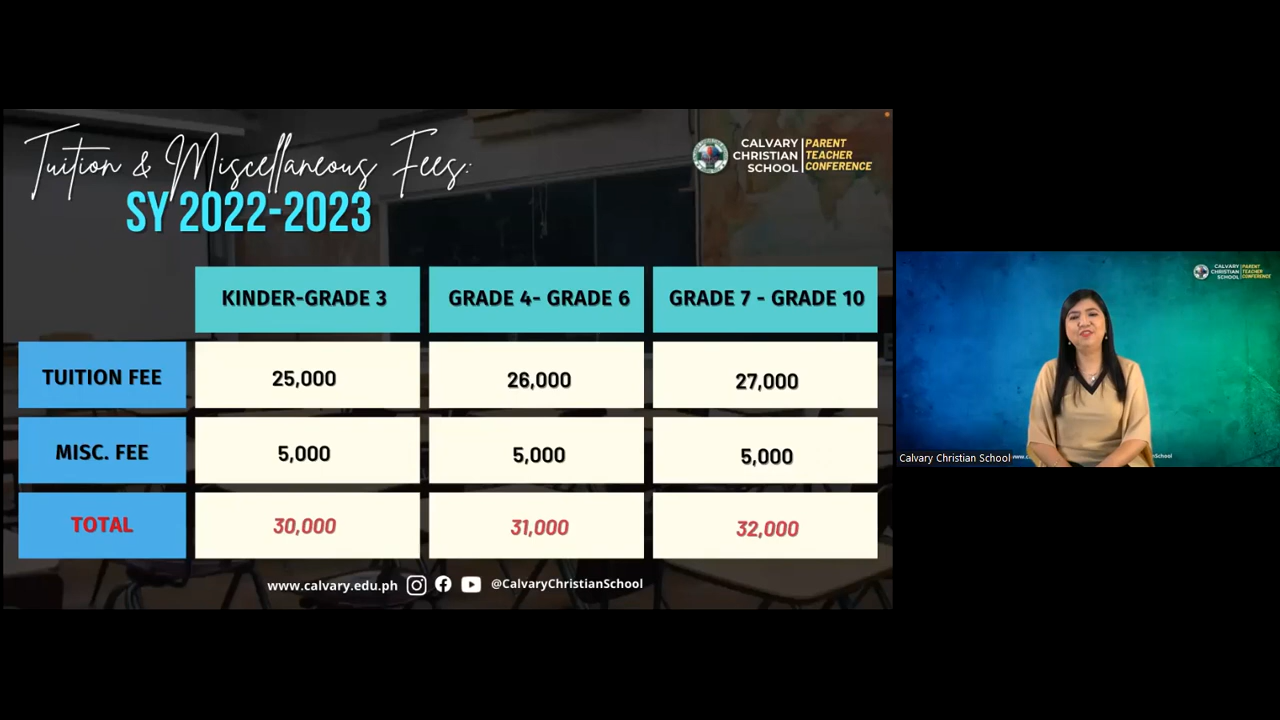 Tuition & Miscellaneous Fees:
SY 2022-2023
CALVARY CHRISTIAN SCHOOL
PARENT TEACHER CONFERENCE
KINDER-GRADE 3
GRADE 4- GRADE 6
GRADE 7 - GRADE 10
TUITION FEE
25,000
26,000
27,000
MISC. FEE
5,000
5,000
5,000
TOTAL
30,000
31,000
32,000
www.calvary.edu.ph
@CalvaryChristianSchool
CALVARY CHRISTIAN SCHOOL
PARENT TEACHER CONFERENCE
Calvary Christian School